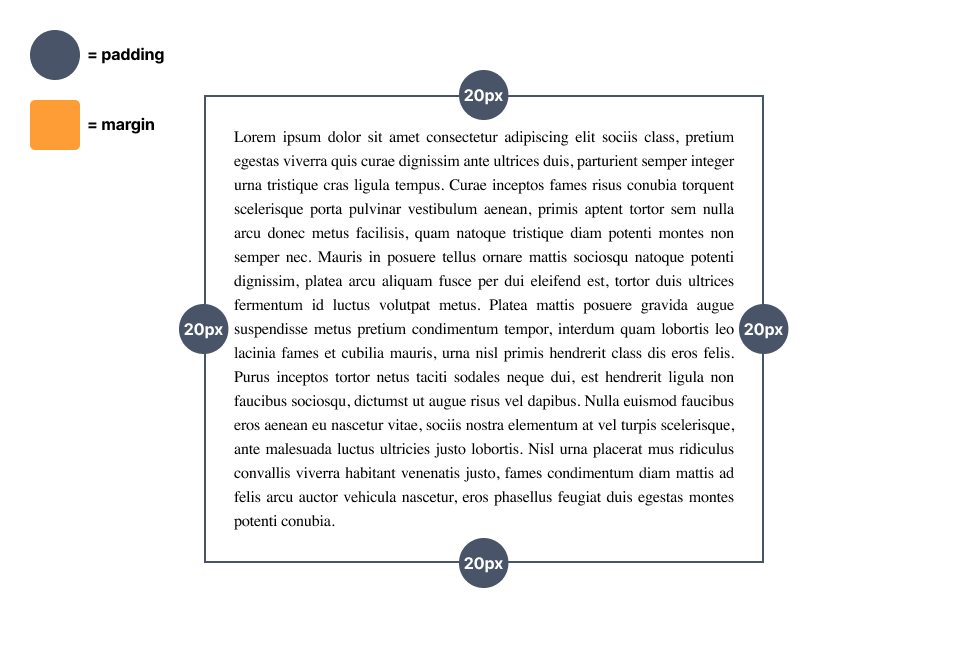 = padding
= margin
20px
Lorem ipsum dolor sit amet consectetur adipiscing elit sociis class, pretium
egestas viverra quis curae dignissim ante ultrices duis, parturient semper integer
urna tristique cras ligula tempus. Curae inceptos fames risus conubia torquent
scelerisque porta pulvinar vestibulum aenean, primis aptent tortor sem nulla
arcu donec metus facilisis, quam natoque tristique diam potenti montes non
semper nec. Mauris in posuere tellus ornare mattis sociosqu natoque potenti
dignissim, platea arcu aliquam fusce per dui eleifend est, tortor duis ultrices
fermentum id luctus volutpat metus. Platea mattis posuere gravida augue
20px
suspendisse metus pretium condimentum tempor, interdum quam lobortis leo
20px
lacinia fames et cubilia mauris, urna nisl primis hendrerit class dis eros felis.
Purus inceptos tortor netus taciti sodales neque dui, est hendrerit ligula non
faucibus sociosqu, dictumst ut augue risus vel dapibus. Nulla euismod faucibus
eros aenean eu nascetur vitae, sociis nostra elementum at vel turpis scelerisque,
ante malesuada luctus ultricies justo lobortis. Nisl urna placerat mus ridiculus
convallis viverra habitant venenatis justo, fames condimentum diam mattis ad
felis arcu auctor vehicula nascetur, eros phasellus feugiat duis egestas montes
potenti conubia.
20px